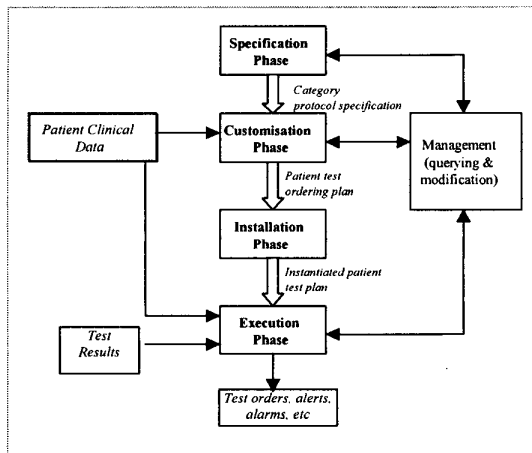 Specification
Phase
Category
protocol specification
Patient Clinical
Data
Customisation
Phase
Management
(querying &
modification)
Patient test
ordering plan
Installation
Phase
Instantiated patient
test plan
Execution
Phase
Test
Results
Test orders, alerts,
alarms, etc